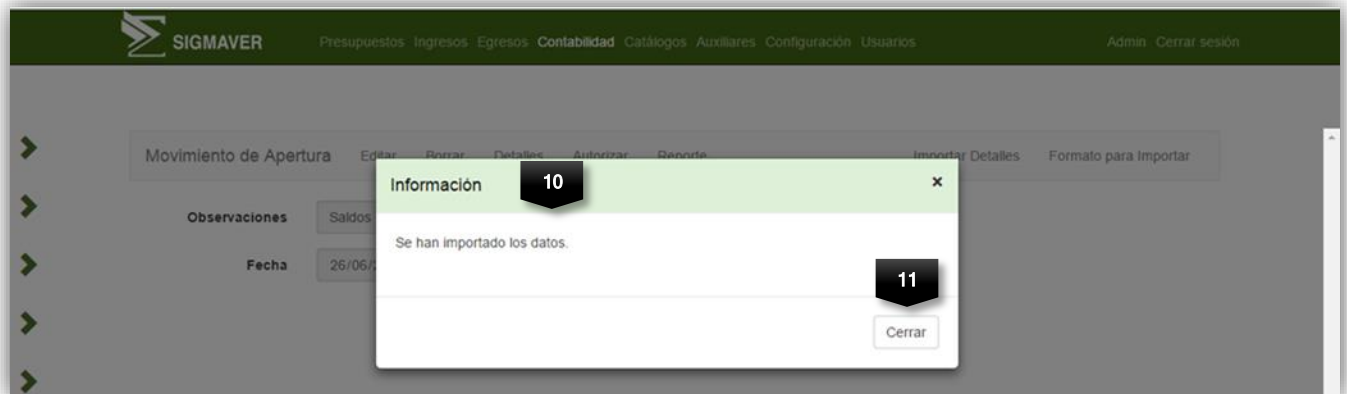 SIGMAVER Presupuestos Ingresos Egresos Contabilidad Catálogos Auxiliares Configuración Usuarios Admin Cerrar sesión
Movimiento de Apertura Editar Borrar Detalles Autorizar Reporte Importar Detalles Formato para Importar
Información 10 ×
Observaciones Saldos
Se han importado los datos.
Fecha 26/06/
11
Cerrar